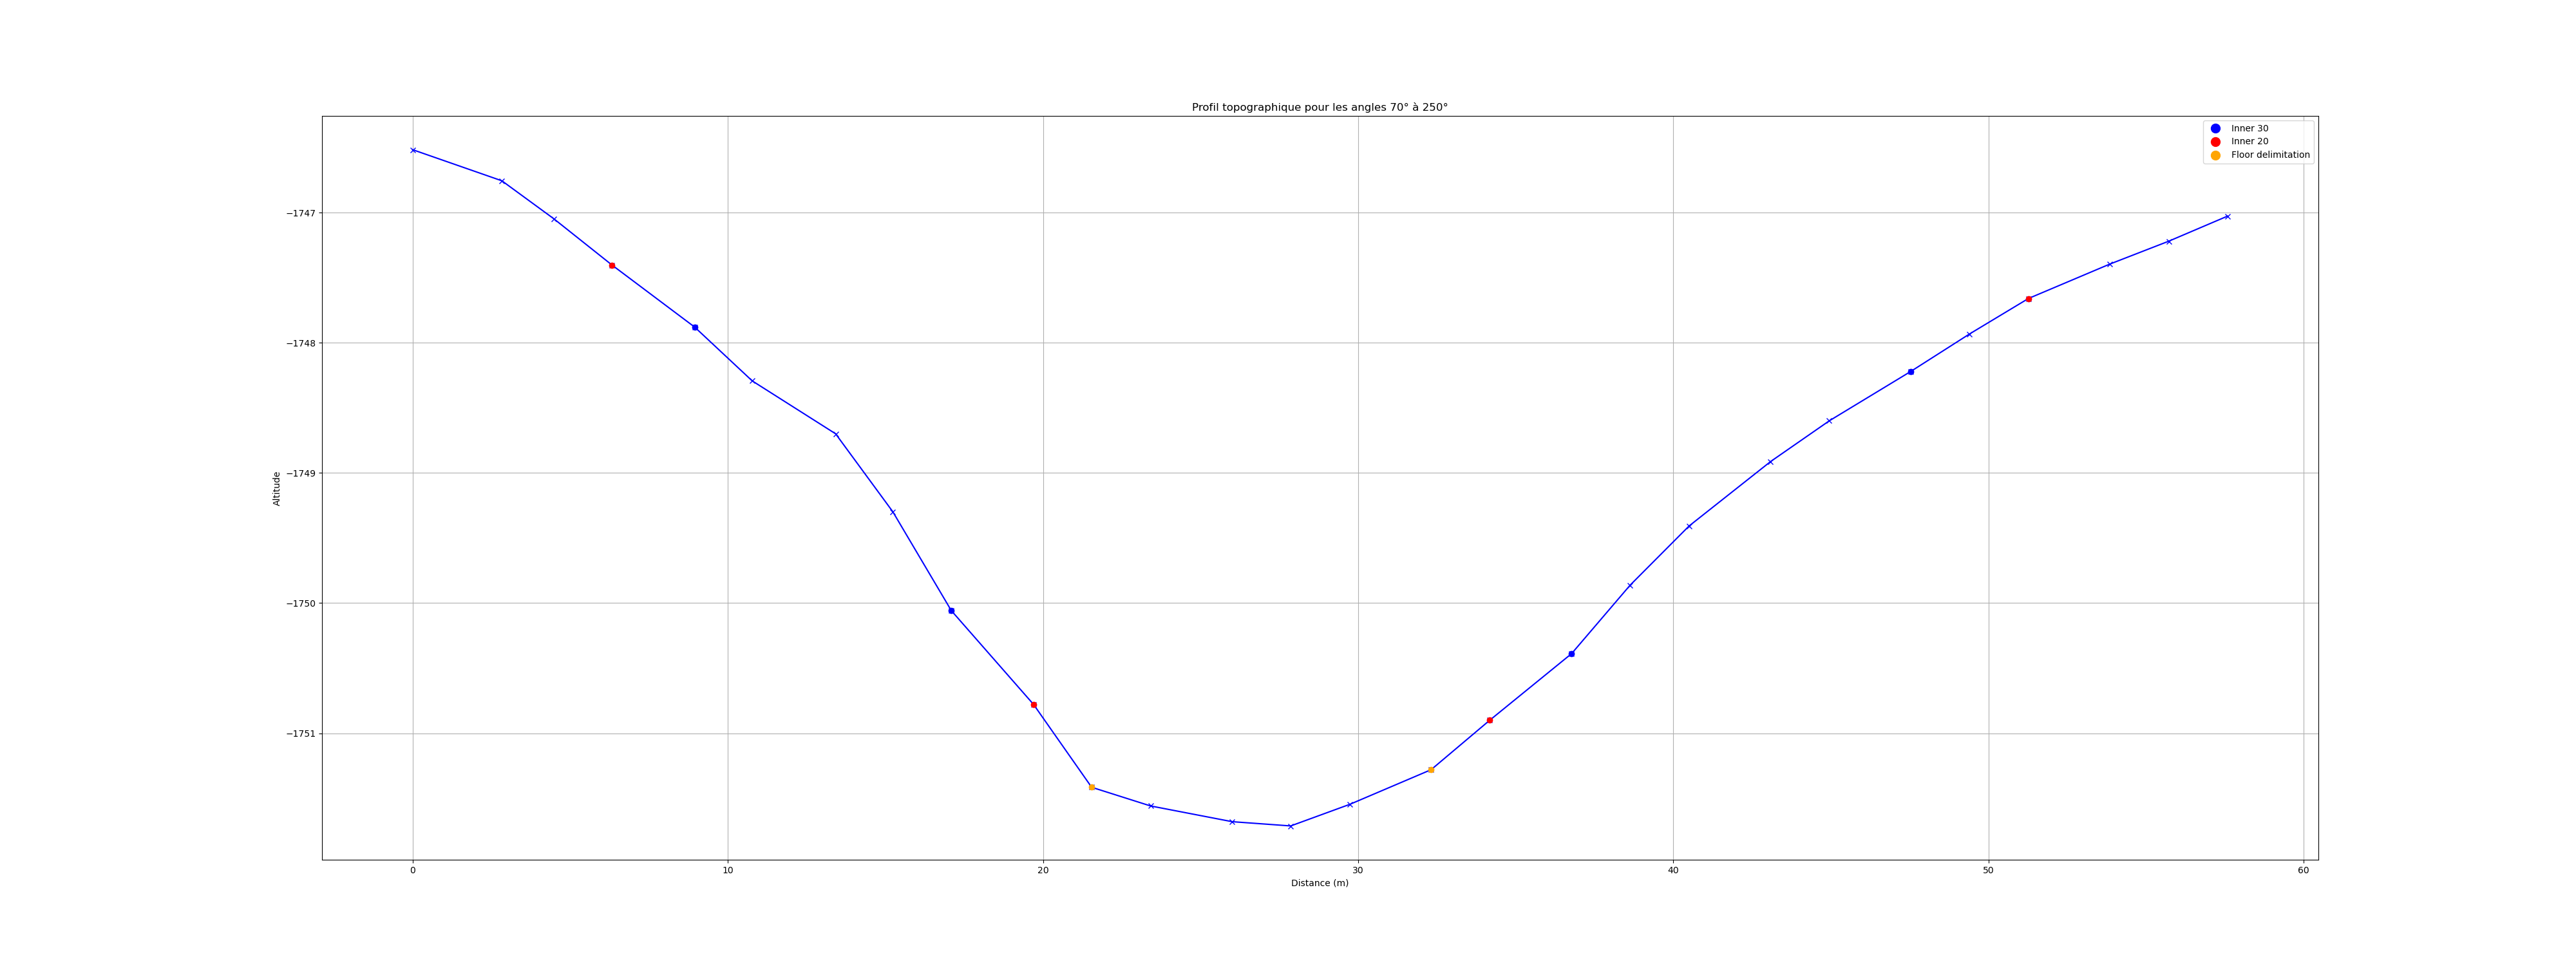 Profil topographique pour les angles 70° à 250°
Inner 30
Inner 20
Floor delimitation
Altitude
−1747
−1748
−1749
−1750
−1751
0 10 20 30 40 50 60
Distance (m)